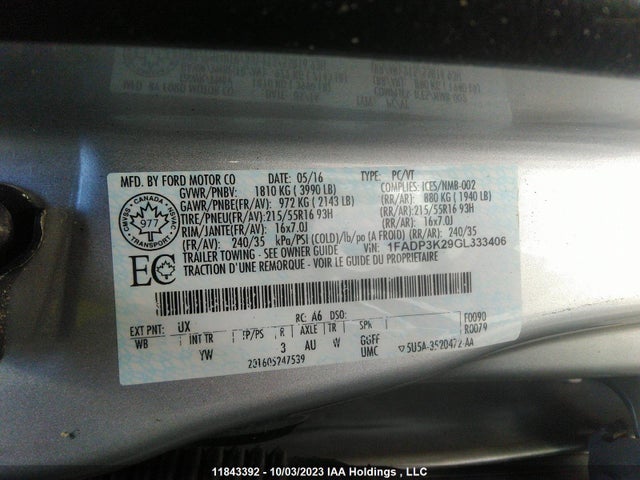 MFD. BY FORD MOTOR CO DATE: 05/16 TYPE: PC/VT
GVWR/PNBV: 1810 KG ( 3990 LB) COMPLIES: ICES/NMB-002
GAWR/PNBE(FR/AV): 972 KG ( 2143 LB) (RR/AR): 880 KG ( 1940 LB)
TIRE/PNEU(FR/AV):215/55R16 93H (RR/AR):215/55R16 93H
RIM/JANTE(FR/AV): 16x7.0J (RR/AR): 16x7.0J
(FR/AV): 240/35 kPa/PSI(COLD)/lb/po (A FROID) (RR/AR): 240/35
TRAILER TOWING - SEE OWNER GUIDE VIN: 1FADP3K29GL333406
TRACTION D'UNE REMORQUE - VOIR LE GUIDE DU PROPRIÉTAIRE
CANADA
977
TRANSPORT
EC
RC: A6 DSO:
EXT PNT: UX F0090
WB INT TR TP/PS R AXLE TR SPR R0079
YW 3 AU W GGFF
UMC
201605247539 ▽5U5A-3520472-AA
11843392 - 10/03/2023 IAA Holdings , LLC